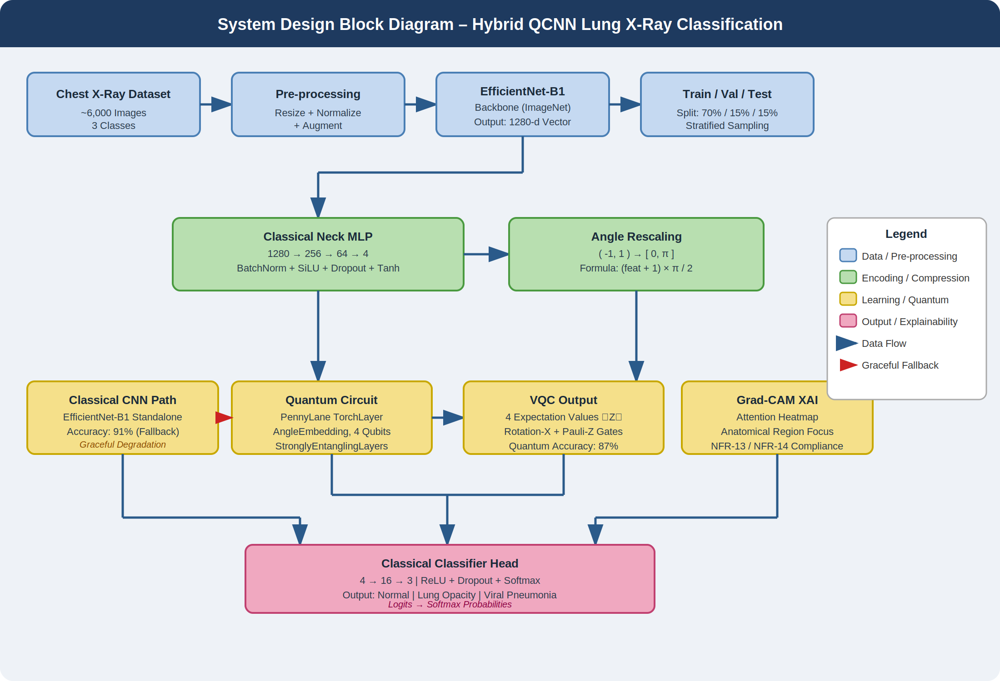 System Design Block Diagram – Hybrid QCNN Lung X-Ray Classification
Chest X-Ray Dataset
~6,000 Images
3 Classes
Pre-processing
Resize + Normalize
+ Augment
EfficientNet-B1
Backbone (ImageNet)
Output: 1280-d Vector
Train / Val / Test
Split: 70% / 15% / 15%
Stratified Sampling
Classical Neck MLP
1280 → 256 → 64 → 4
BatchNorm + SiLU + Dropout + Tanh
Angle Rescaling
( -1, 1 ) → [ 0, π ]
Formula: (feat + 1) × π / 2
Legend
Data / Pre-processing
Encoding / Compression
Learning / Quantum
Output / Explainability
Data Flow
Graceful Fallback
Classical CNN Path
EfficientNet-B1 Standalone
Accuracy: 91% (Fallback)
Graceful Degradation
Quantum Circuit
PennyLane TorchLayer
AngleEmbedding, 4 Qubits
StronglyEntanglingLayers
VQC Output
4 Expectation Values □Z□
Rotation-X + Pauli-Z Gates
Quantum Accuracy: 87%
Grad-CAM XAI
Attention Heatmap
Anatomical Region Focus
NFR-13 / NFR-14 Compliance
Classical Classifier Head
4 → 16 → 3 | ReLU + Dropout + Softmax
Output: Normal | Lung Opacity | Viral Pneumonia
Logits → Softmax Probabilities